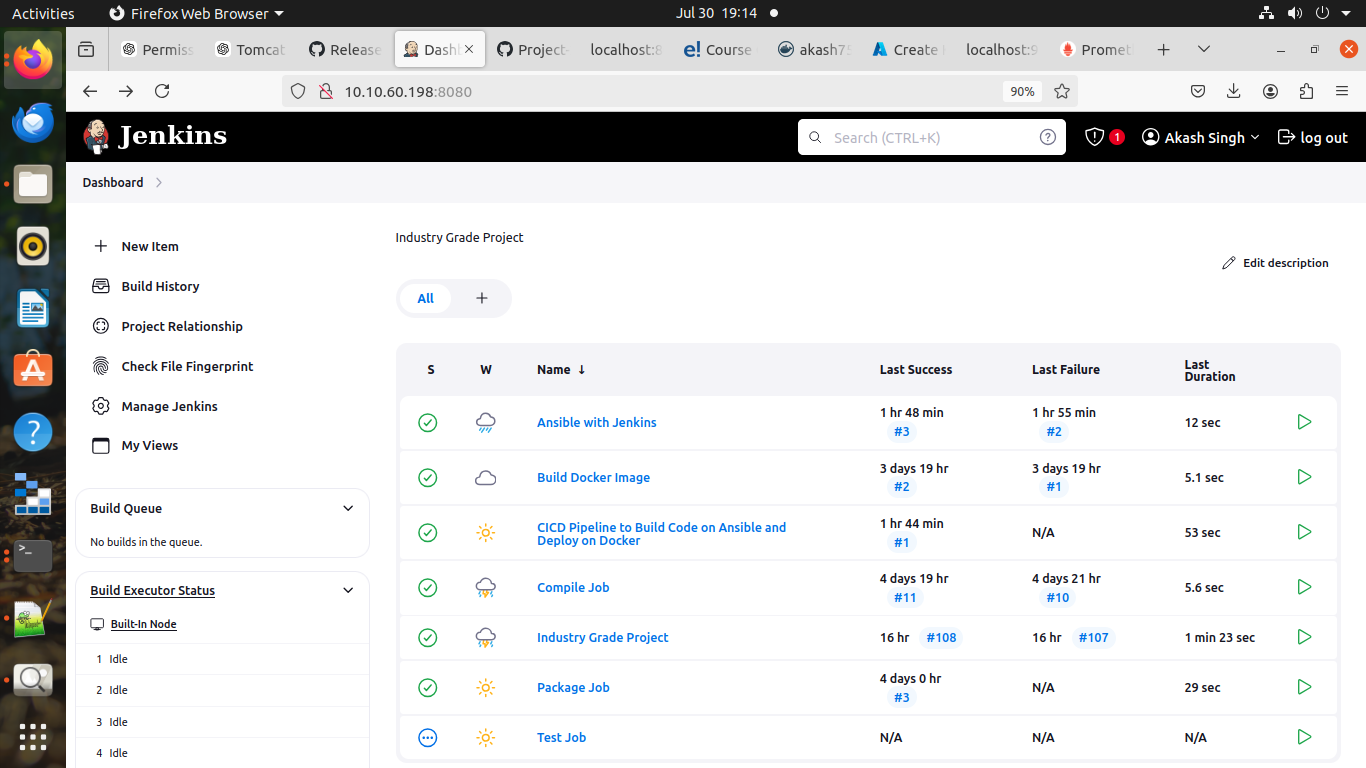 Activities
Firefox Web Browser
Jul 30 19:14
Permiss
Tomcat
Release
Dashb
Project-
localhost:8
e! Course
akash75
Create
localhost:9
Promet
10.10.60.198:8080
90%
Jenkins
Search (CTRL+K)
?
1
Akash Singh
log out
Dashboard
New Item
Build History
Project Relationship
Check File Fingerprint
Manage Jenkins
My Views
Build Queue
No builds in the queue.
Build Executor Status
Built-In Node
1 Idle
2 Idle
3 Idle
4 Idle
Industry Grade Project
Edit description
All +
S W Name ↓ Last Success Last Failure Last Duration
Ansible with Jenkins 1 hr 48 min #3 1 hr 55 min #2 12 sec
Build Docker Image 3 days 19 hr #2 3 days 19 hr #1 5.1 sec
CICD Pipeline to Build Code on Ansible and
Deploy on Docker 1 hr 44 min #1 N/A 53 sec
Compile Job 4 days 19 hr #11 4 days 21 hr #10 5.6 sec
Industry Grade Project 16 hr #108 16 hr #107 1 min 23 sec
Package Job 4 days 0 hr #3 N/A 29 sec
Test Job N/A N/A N/A